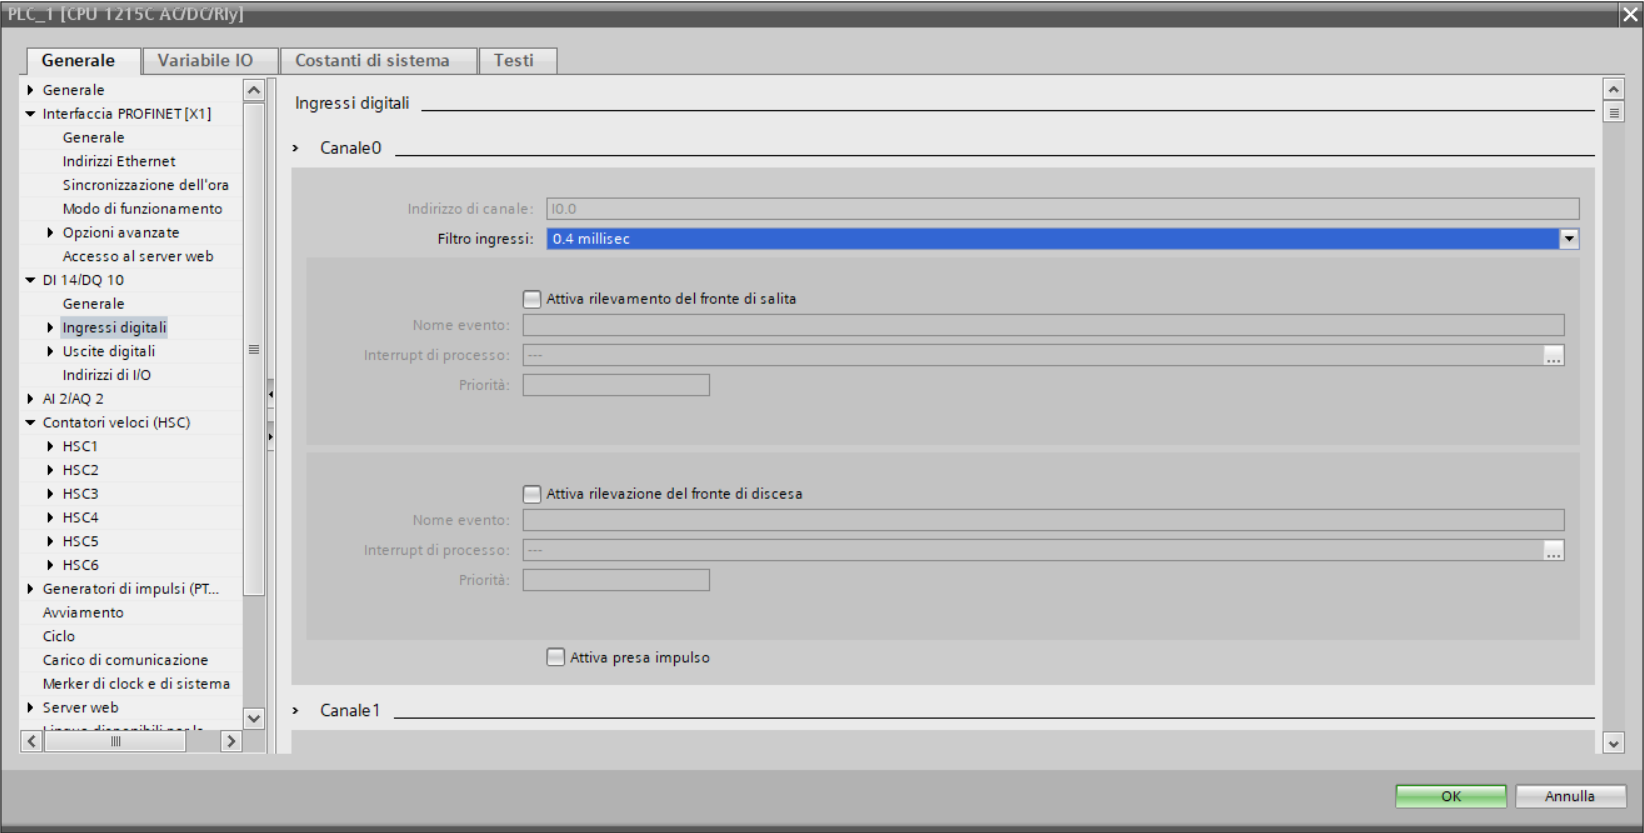 PLC_1 [CPU 1215C AC/DC/Rly]
Generale
Variabile IO
Costanti di sistema
Testi
Generale
Interfaccia PROFINET [X1]
Generale
Indirizzi Ethernet
Sincronizzazione dell'ora
Modo di funzionamento
Opzioni avanzate
Accesso al server web
DI 14/DQ 10
Generale
Ingressi digitali
Uscite digitali
Indirizzi di I/O
AI 2/AQ 2
Contatori veloci (HSC)
HSC1
HSC2
HSC3
HSC4
HSC5
HSC6
Generatori di impulsi (PT...
Avviamento
Ciclo
Carico di comunicazione
Merker di clock e di sistema
Server web
Ingressi digitali
Canale0
Indirizzo di canale: I0.0
Filtro ingressi: 0.4 millisec
Attiva rilevamento del fronte di salita
Nome evento:
Interrupt di processo: --- ...
Priorità:
Attiva rilevazione del fronte di discesa
Nome evento:
Interrupt di processo: --- ...
Priorità:
Attiva presa impulso
Canale1
OK
Annulla